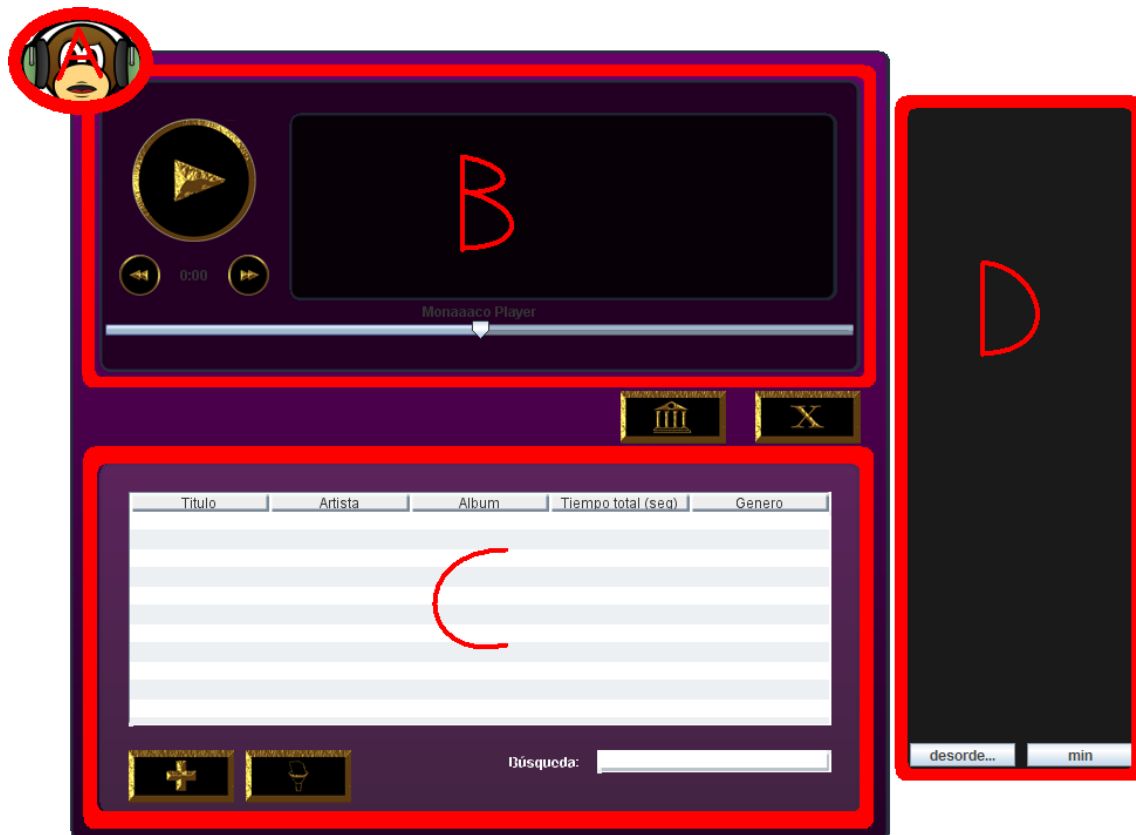 A
B
0:00
Monaaaco Player
X
Titulo Artista Album Tiempo total (seg) Genero
C
Búsqueda:
D
desorde... min